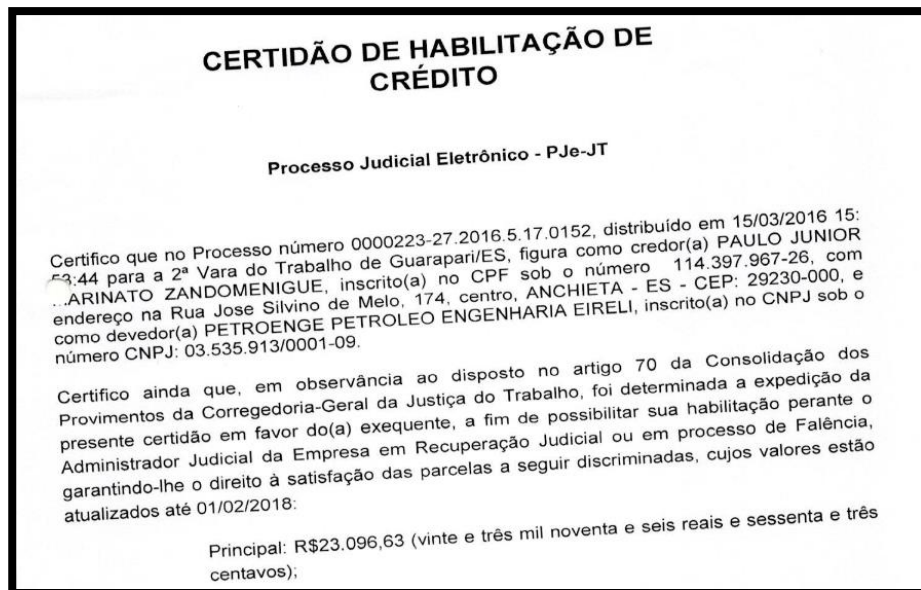 CERTIDÃO DE HABILITAÇÃO DE
CRÉDITO
Processo Judicial Eletrônico - PJe-JT
Certifico que no Processo número 0000223-27.2016.5.17.0152, distribuído em 15/03/2016 15:
:44 para a 2ª Vara do Trabalho de Guarapari/ES, figura como credor(a) PAULO JUNIOR
ARINATO ZANDOMENIGUE, inscrito(a) no CPF sob o número 114.397.967-26, com
endereço na Rua Jose Silvino de Melo, 174, centro, ANCHIETA - ES - CEP: 29230-000, e
como devedor(a) PETROENGE PETROLEO ENGENHARIA EIRELI, inscrito(a) no CNPJ sob o
número CNPJ: 03.535.913/0001-09.
Certifico ainda que, em observância ao disposto no artigo 70 da Consolidação dos
Provimentos da Corregedoria-Geral da Justiça do Trabalho, foi determinada a expedição da
presente certidão em favor do(a) exequente, a fim de possibilitar sua habilitação perante o
Administrador Judicial da Empresa em Recuperação Judicial ou em processo de Falência,
garantindo-lhe o direito à satisfação das parcelas a seguir discriminadas, cujos valores estão
atualizados até 01/02/2018:
Principal: R$23.096,63 (vinte e três mil noventa e seis reais e sessenta e três
centavos);